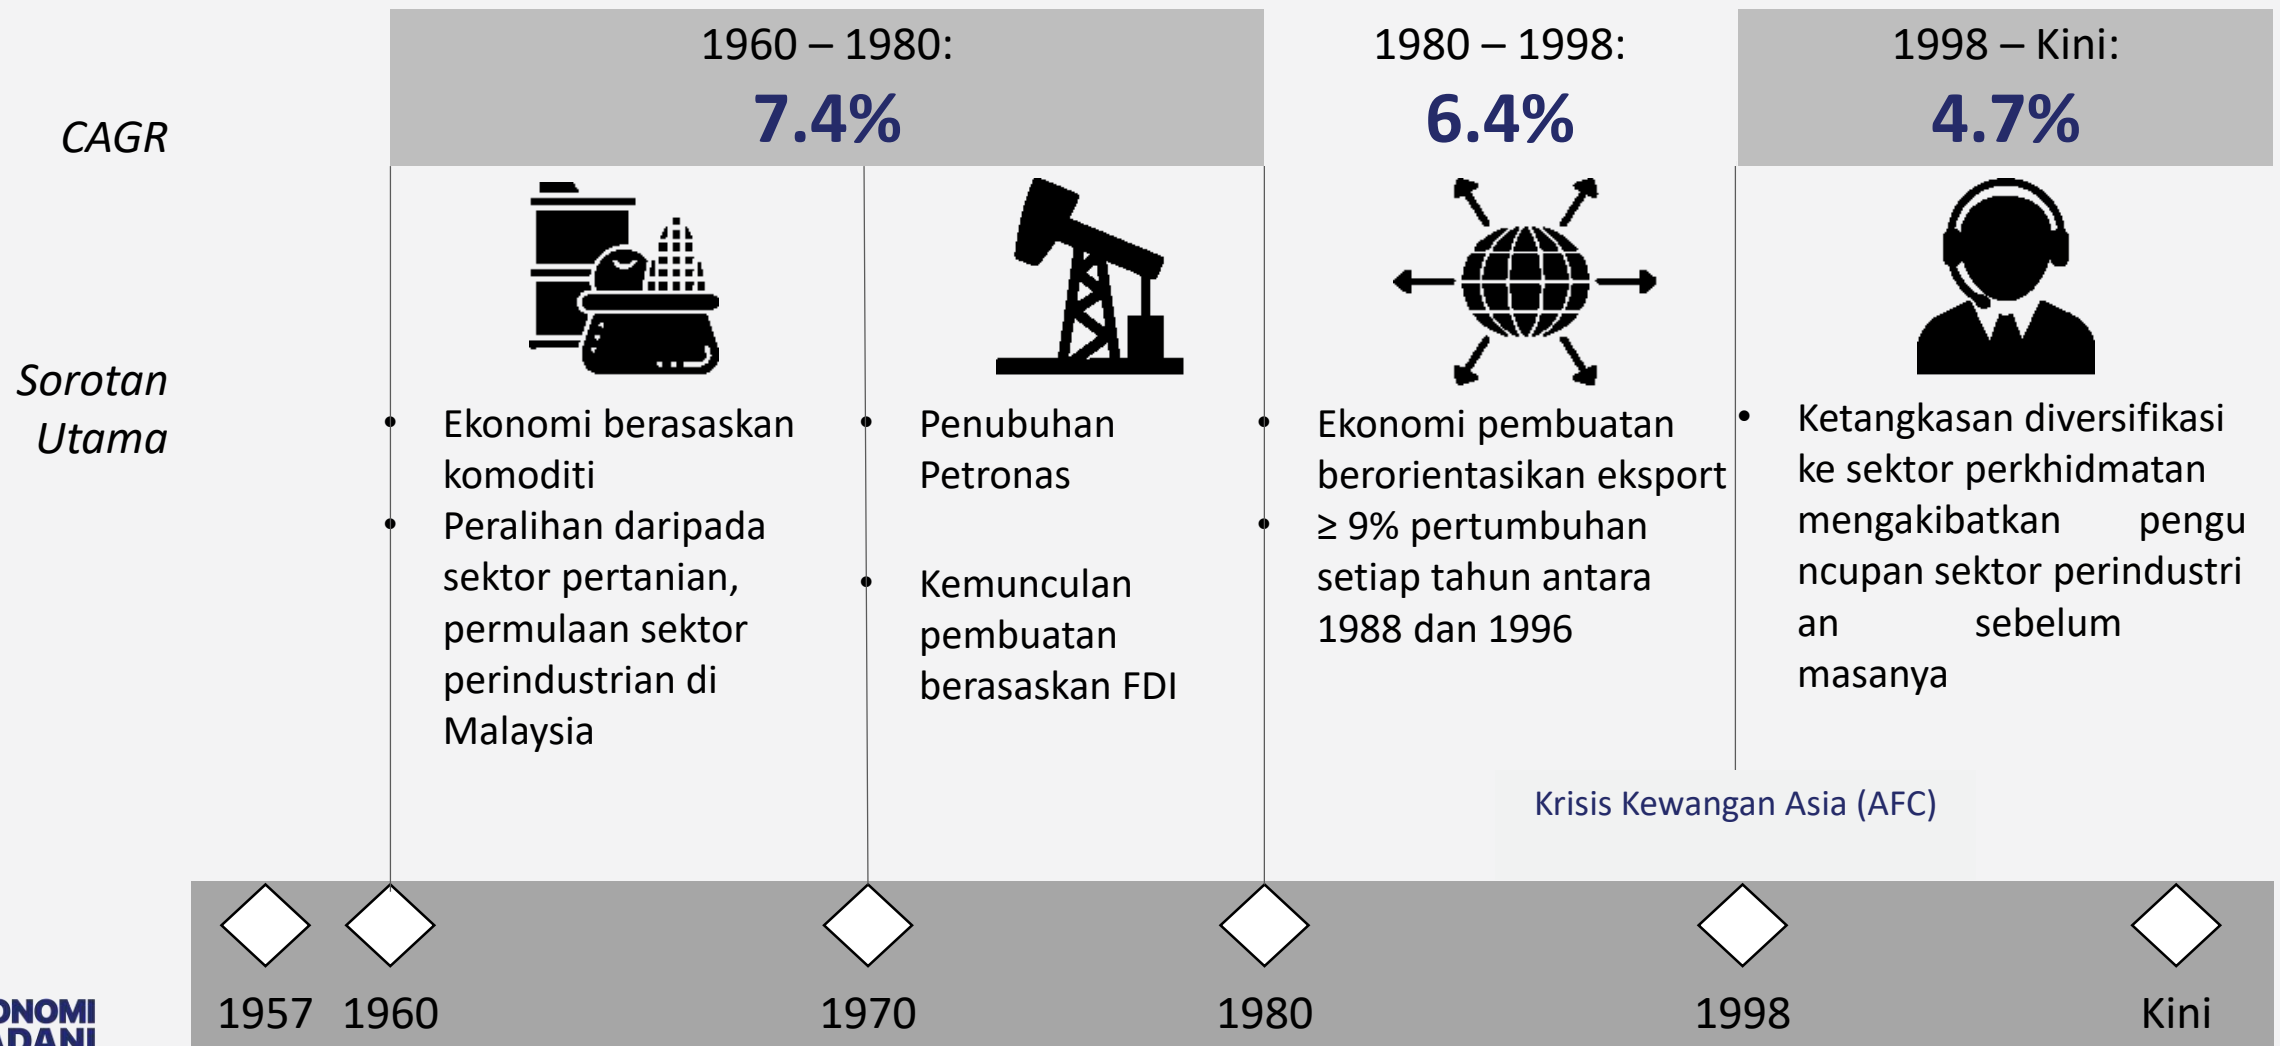 1960 – 1980:
7.4%
1980 – 1998:
6.4%
1998 – Kini:
4.7%
CAGR
Sorotan
Utama
• Ekonomi berasaskan
komoditi
• Peralihan daripada
sektor pertanian,
permulaan sektor
perindustrian di
Malaysia
• Penubuhan
Petronas
• Kemunculan
pembuatan
berasaskan FDI
• Ekonomi pembuatan
berorientasikan eksport
• ≥ 9% pertumbuhan
setiap tahun antara
1988 dan 1996
• Ketangkasan diversifikasi
ke sektor perkhidmatan
mengakibatkan pengu
ncupan sektor perindustri
an sebelum
masanya
Krisis Kewangan Asia (AFC)
1957 1960 1970 1980 1998 Kini
ONOMI
ADANI